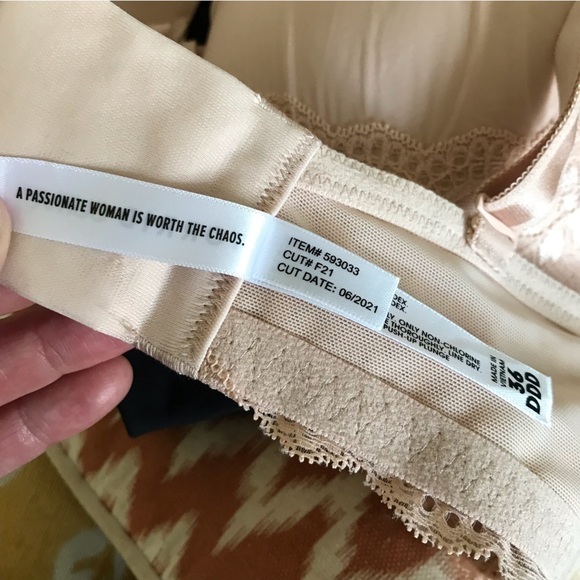 A PASSIONATE WOMAN IS WORTH THE CHAOS.
ITEM# 593033
CUT# F21
CUT DATE: 06/2021
DEX.
DEX.
ONLY NON-CHLORINE
THOROUGHLY, LINE DRY.
PUSH-UP PLUNGE
MADE IN
VIETNAM
36
DDD